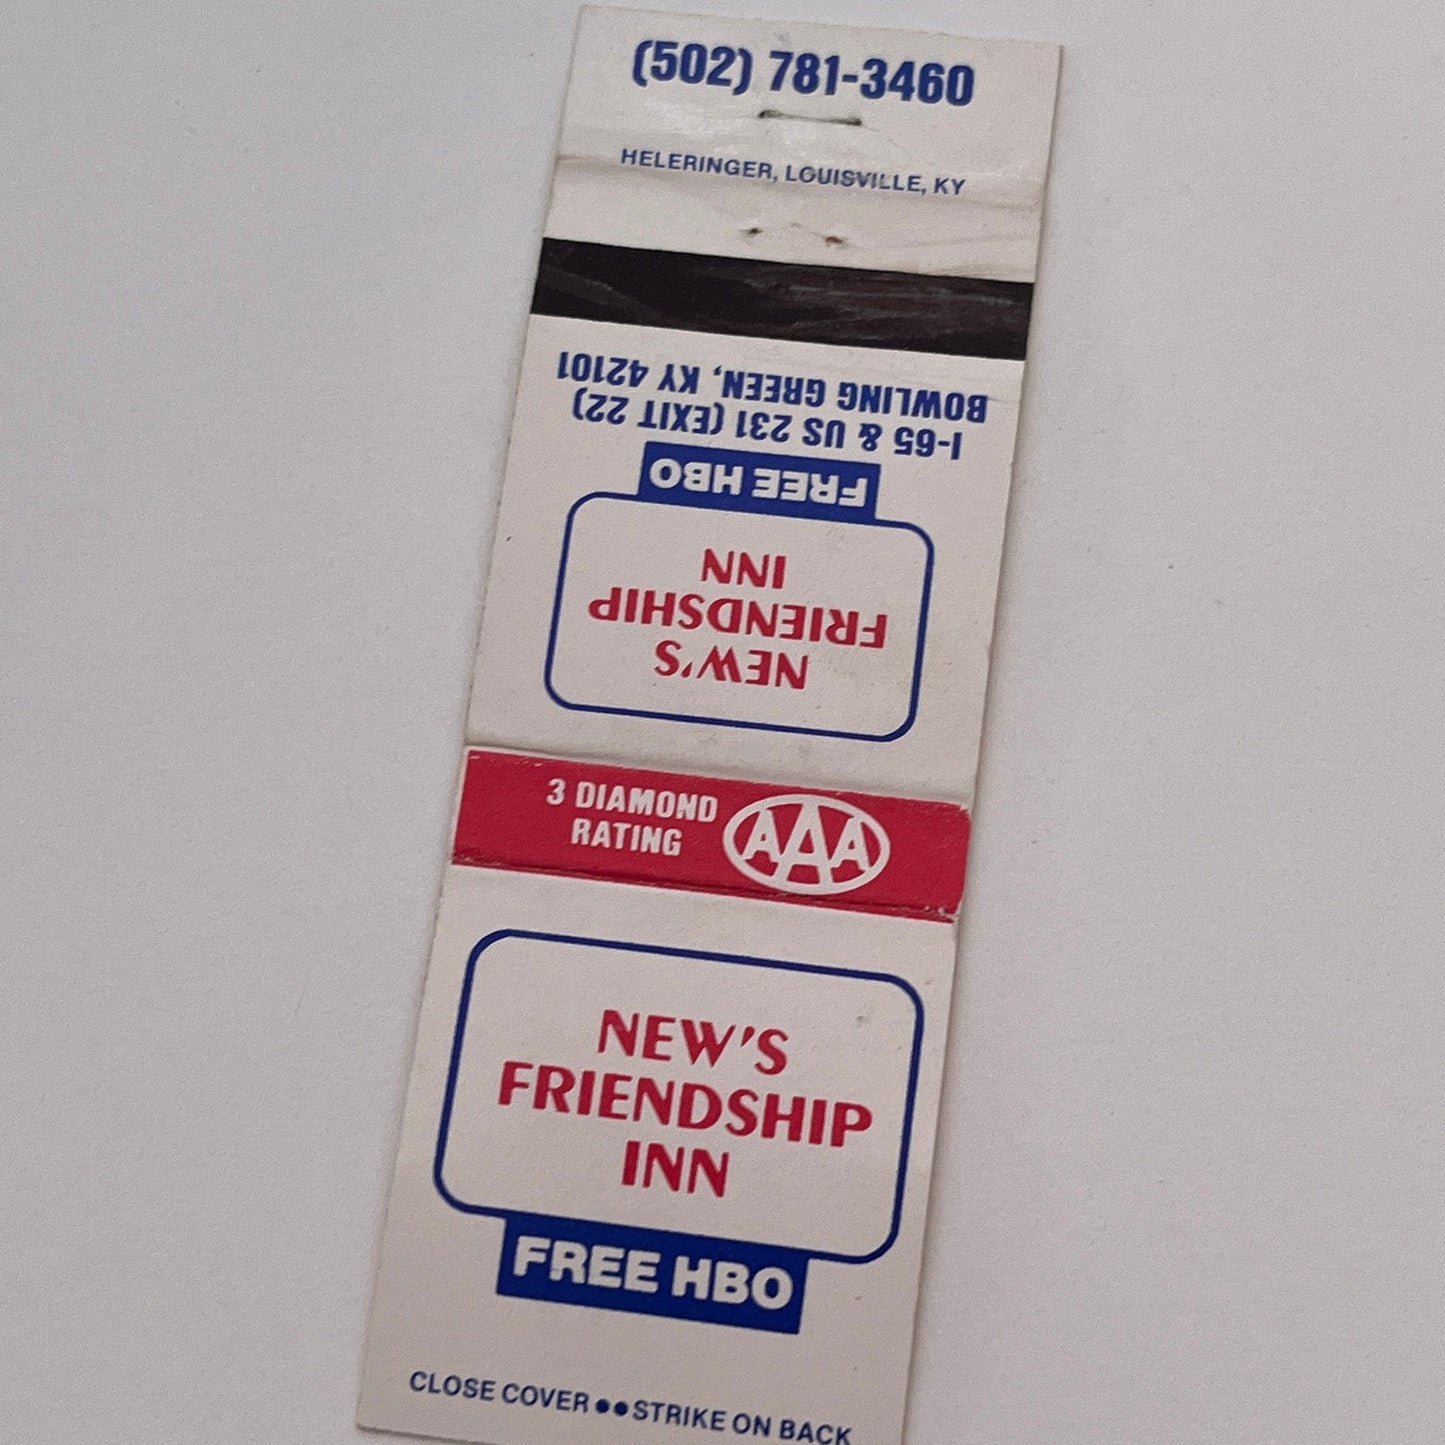 (502) 781-3460
HELERINGER, LOUISVILLE, KY
NEW'S
FRIENDSHIP
INN
FREE HBO
I-65 & US 231 (EXIT 22)
BOWLING GREEN, KY 42101
3 DIAMOND
RATING
AAA
NEW'S
FRIENDSHIP
INN
FREE HBO
CLOSE COVER●●STRIKE ON BACK